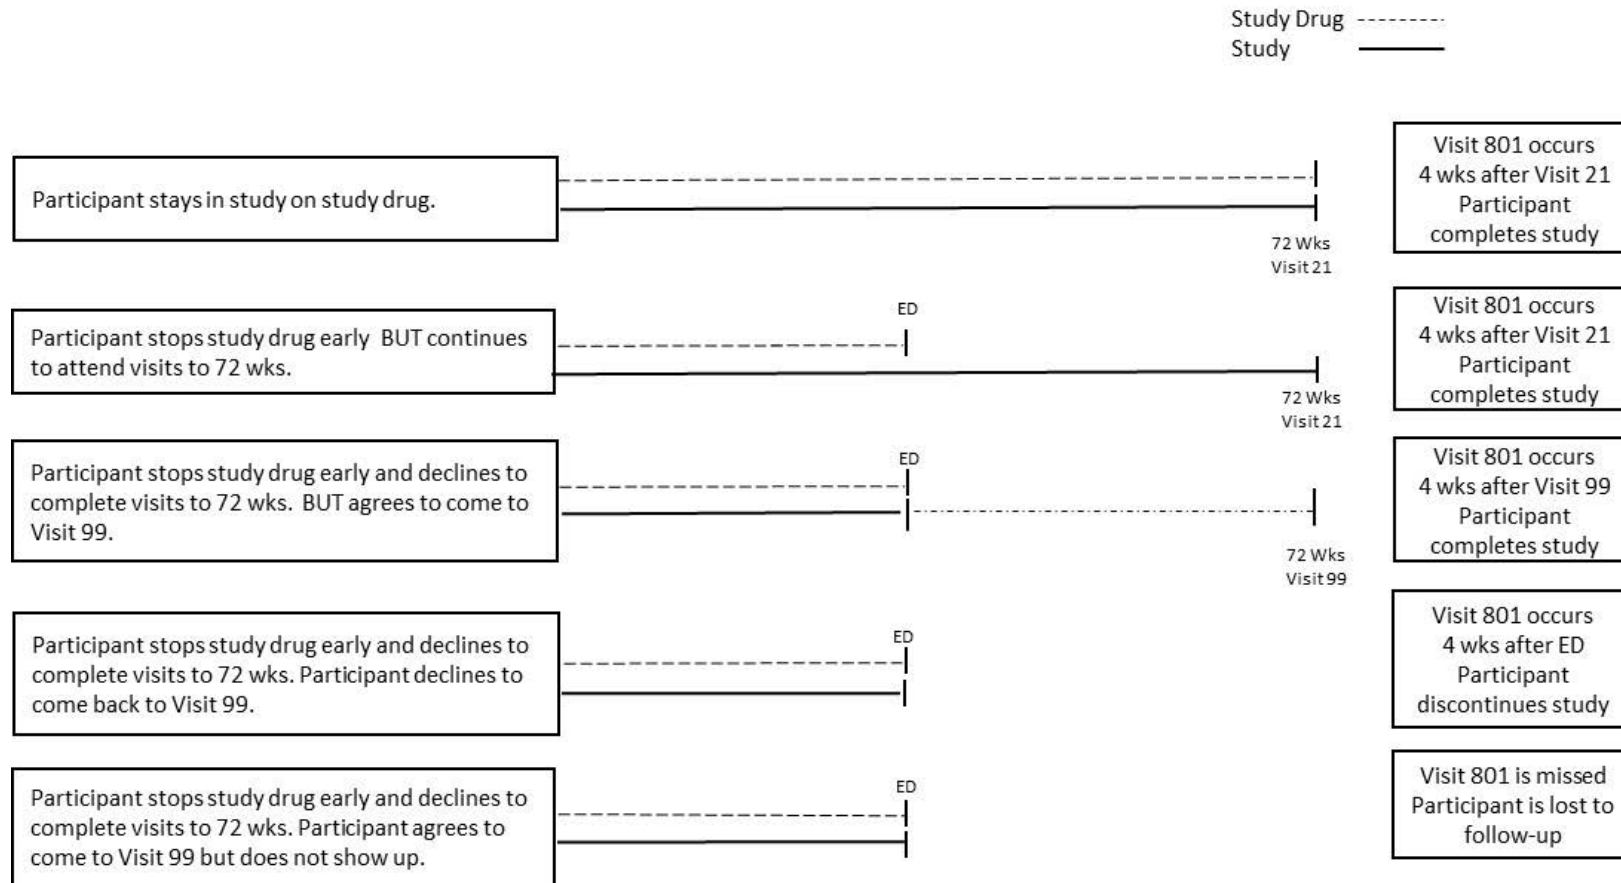 Study Drug
Study
Participant stays in study on study drug.
72 Wks
Visit 21
Visit 801 occurs
4 wks after Visit 21
Participant
completes study
Participant stops study drug early BUT continues
to attend visits to 72 wks.
ED
72 Wks
Visit 21
Visit 801 occurs
4 wks after Visit 21
Participant
completes study
Participant stops study drug early and declines to
complete visits to 72 wks. BUT agrees to come to
Visit 99.
ED
72 Wks
Visit 99
Visit 801 occurs
4 wks after Visit 99
Participant
completes study
Participant stops study drug early and declines to
complete visits to 72 wks. Participant declines to
come back to Visit 99.
ED
Visit 801 occurs
4 wks after ED
Participant
discontinues study
Participant stops study drug early and declines to
complete visits to 72 wks. Participant agrees to
come to Visit 99 but does not show up.
ED
Visit 801 is missed
Participant is lost to
follow-up